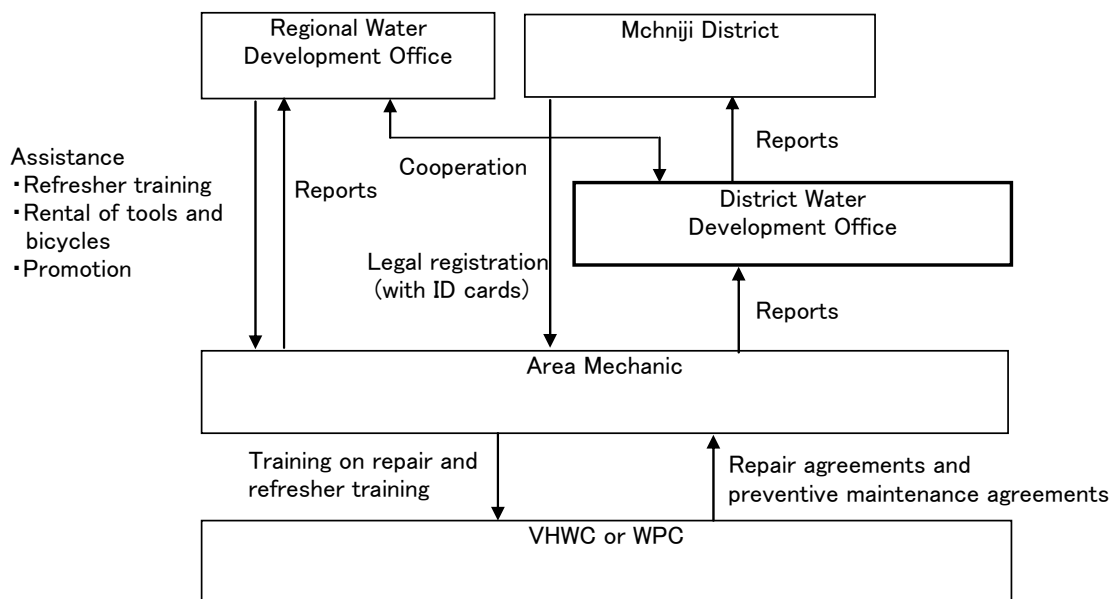 Regional Water
Development Office
Mchniji District
Reports
Cooperation
Assistance
・Refresher training
・Rental of tools and
bicycles
・Promotion
Reports
District Water
Development Office
Legal registration
(with ID cards)
Reports
Area Mechanic
Training on repair and
refresher training
Repair agreements and
preventive maintenance agreements
VHWC or WPC